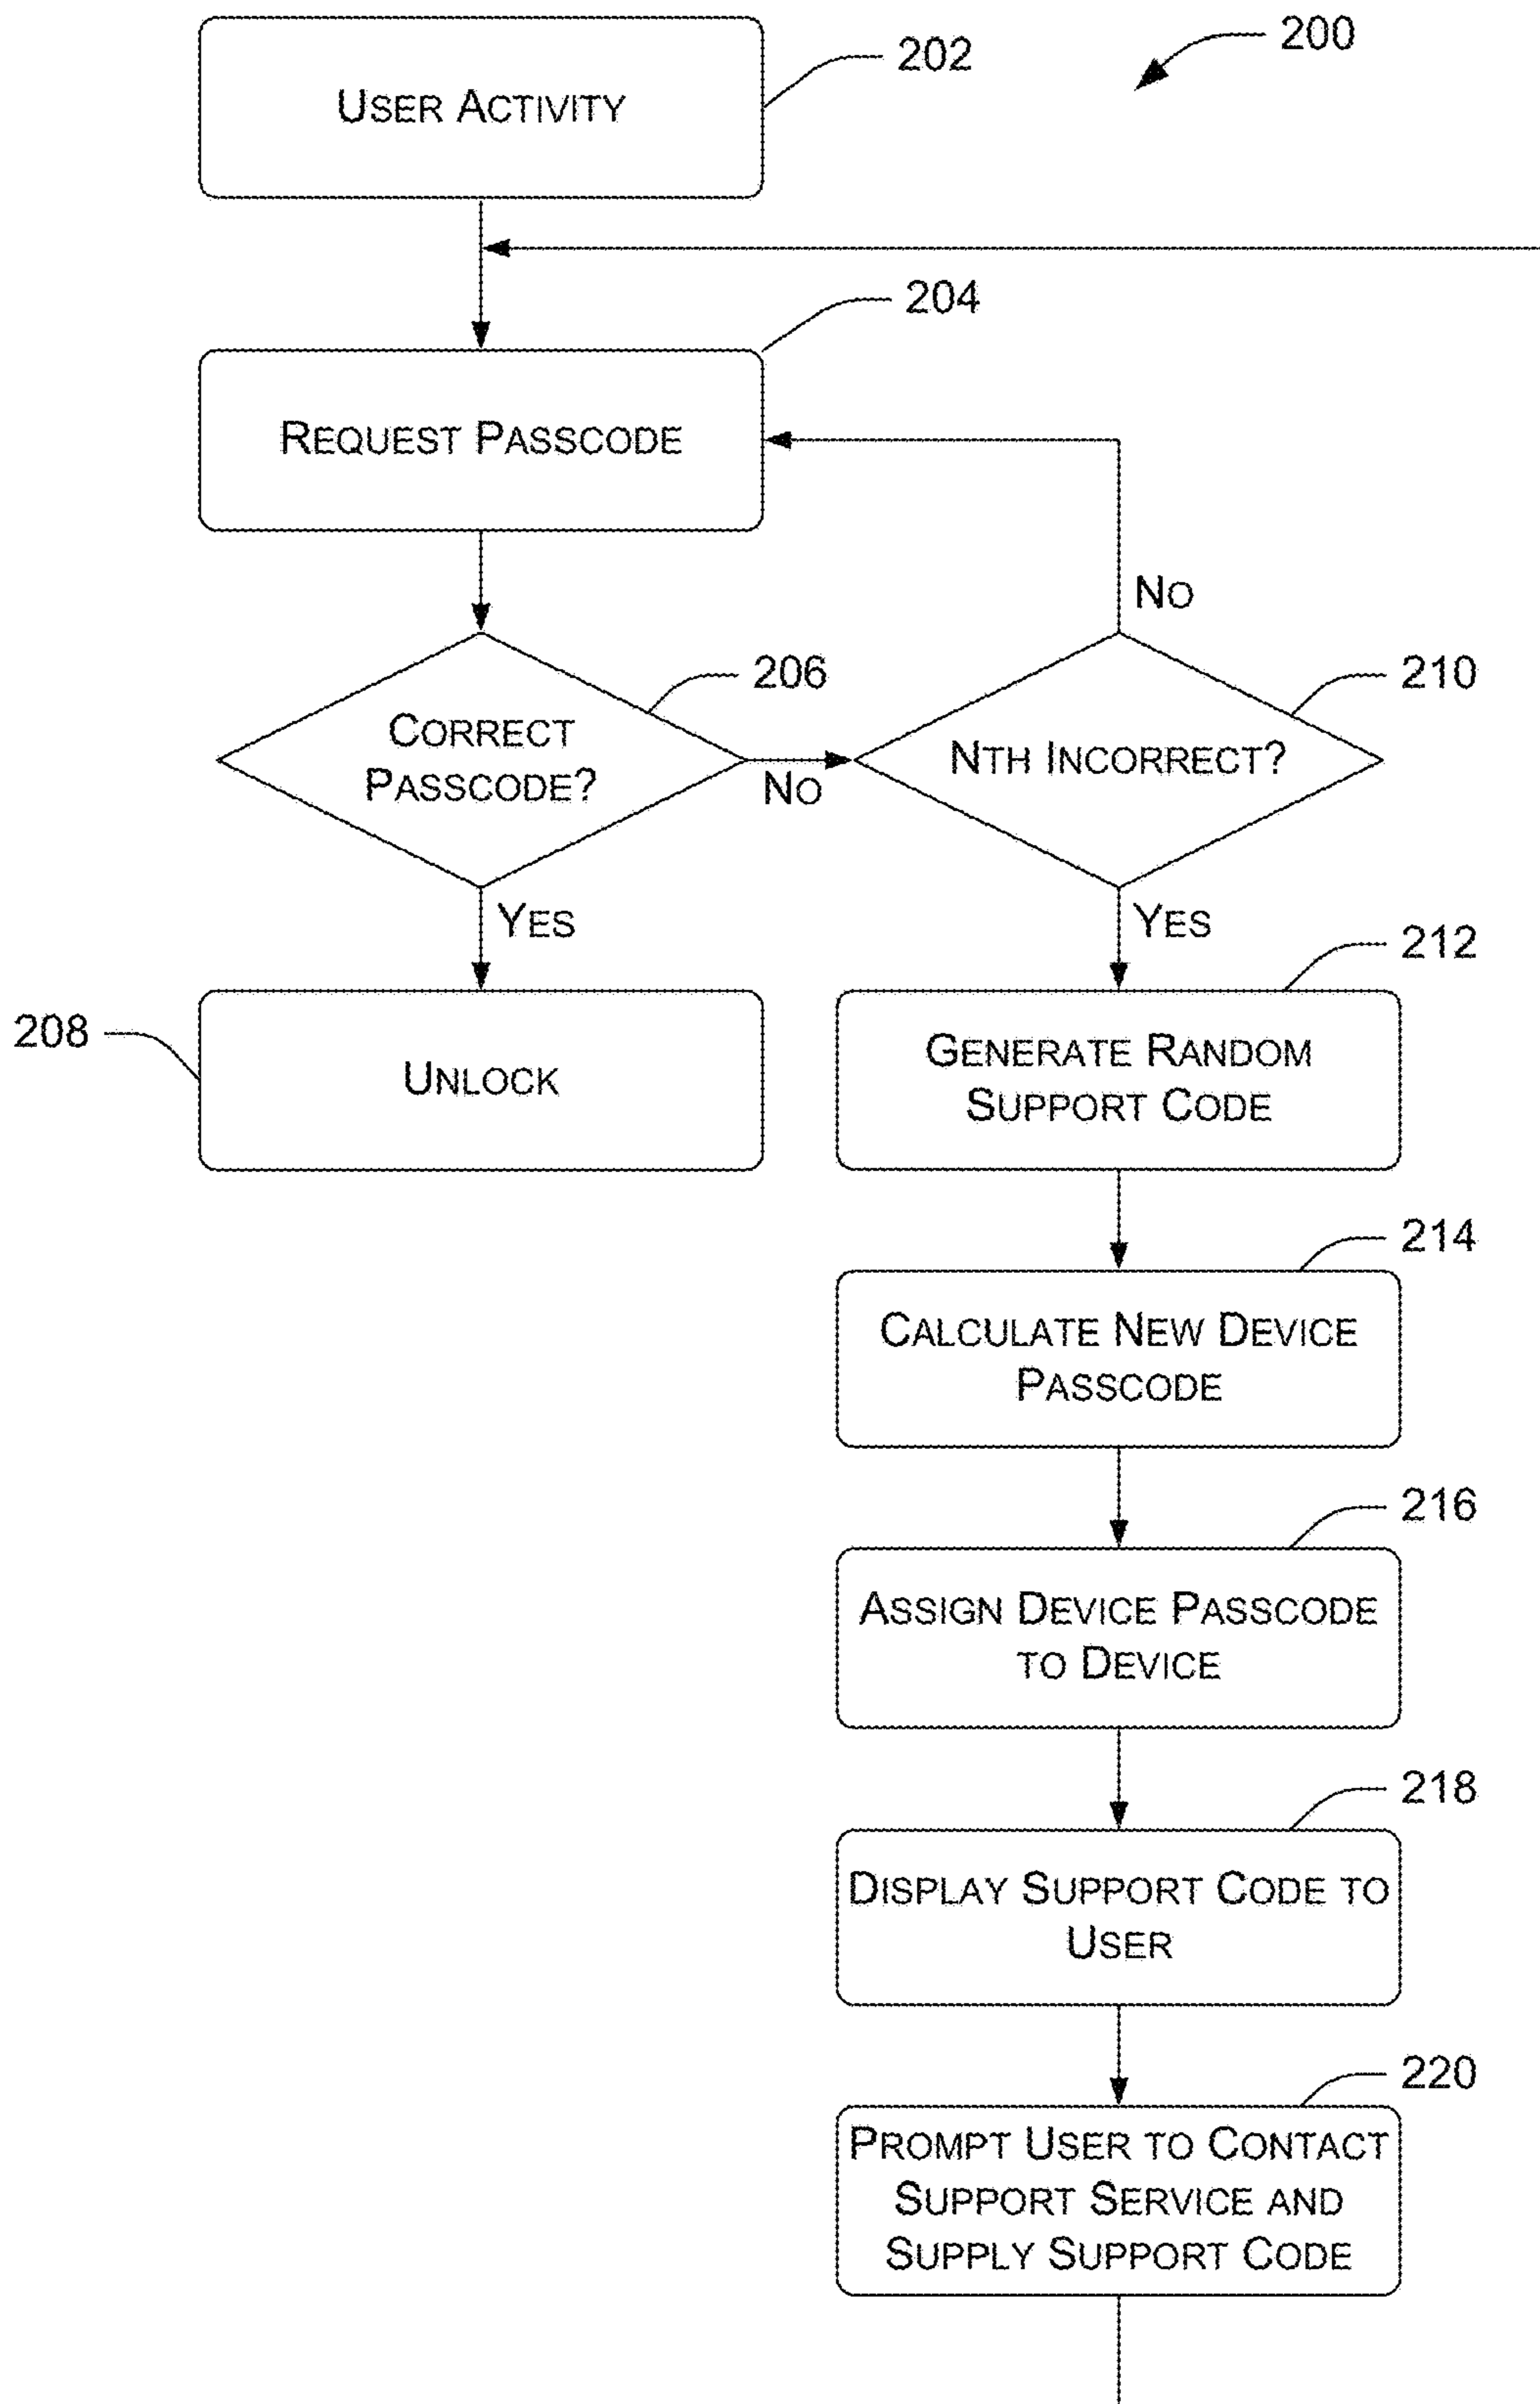 200
202
USER ACTIVITY
204
REQUEST PASSCODE
NO
206
210
CORRECT
PASSCODE?
NTH INCORRECT?
NO
YES
YES
212
208
UNLOCK
GENERATE RANDOM
SUPPORT CODE
214
CALCULATE NEW DEVICE
PASSCODE
216
ASSIGN DEVICE PASSCODE
TO DEVICE
218
DISPLAY SUPPORT CODE TO
USER
220
PROMPT USER TO CONTACT
SUPPORT SERVICE AND
SUPPLY SUPPORT CODE